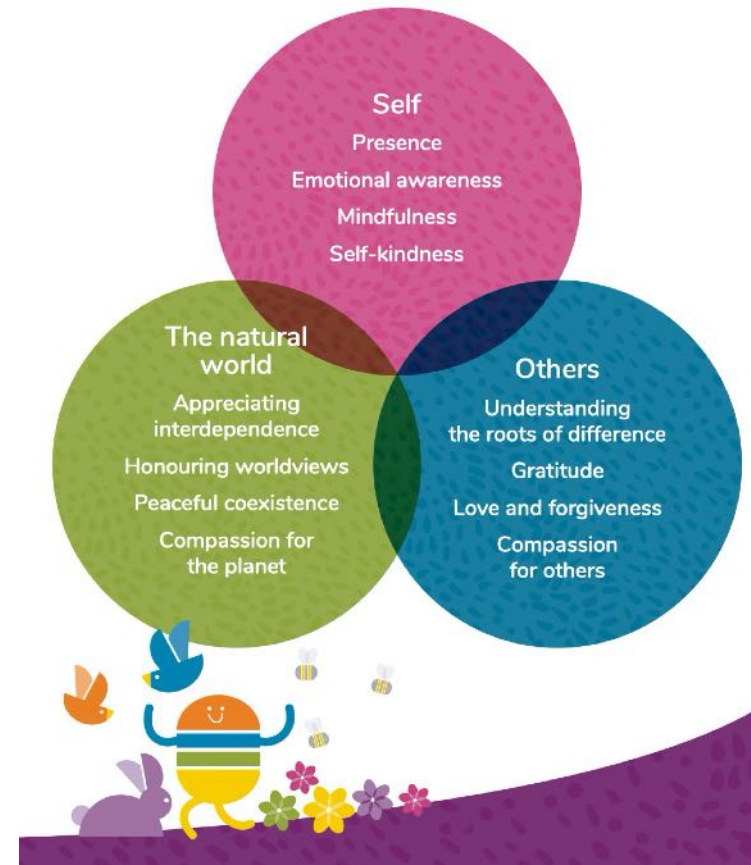 Self
Presence
Emotional awareness
Mindfulness
Self-kindness
The natural
world
Appreciating
interdependence
Honouring worldviews
Peaceful coexistence
Compassion for
the planet
Others
Understanding
the roots of difference
Gratitude
Love and forgiveness
Compassion
for others